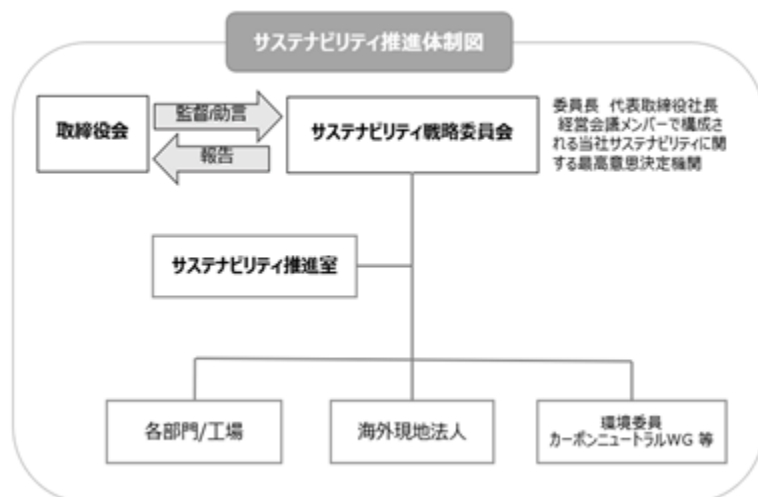 サステナビリティ推進体制図
取締役会
監督/助言
報告
サステナビリティ戦略委員会
委員長　代表取締役社長
経営会議メンバーで構成さ
れる当社サステナビリティに関
する最高意思決定機関
サステナビリティ推進室
各部門/工場
海外現地法人
環境委員
カーボンニュートラルWG 等